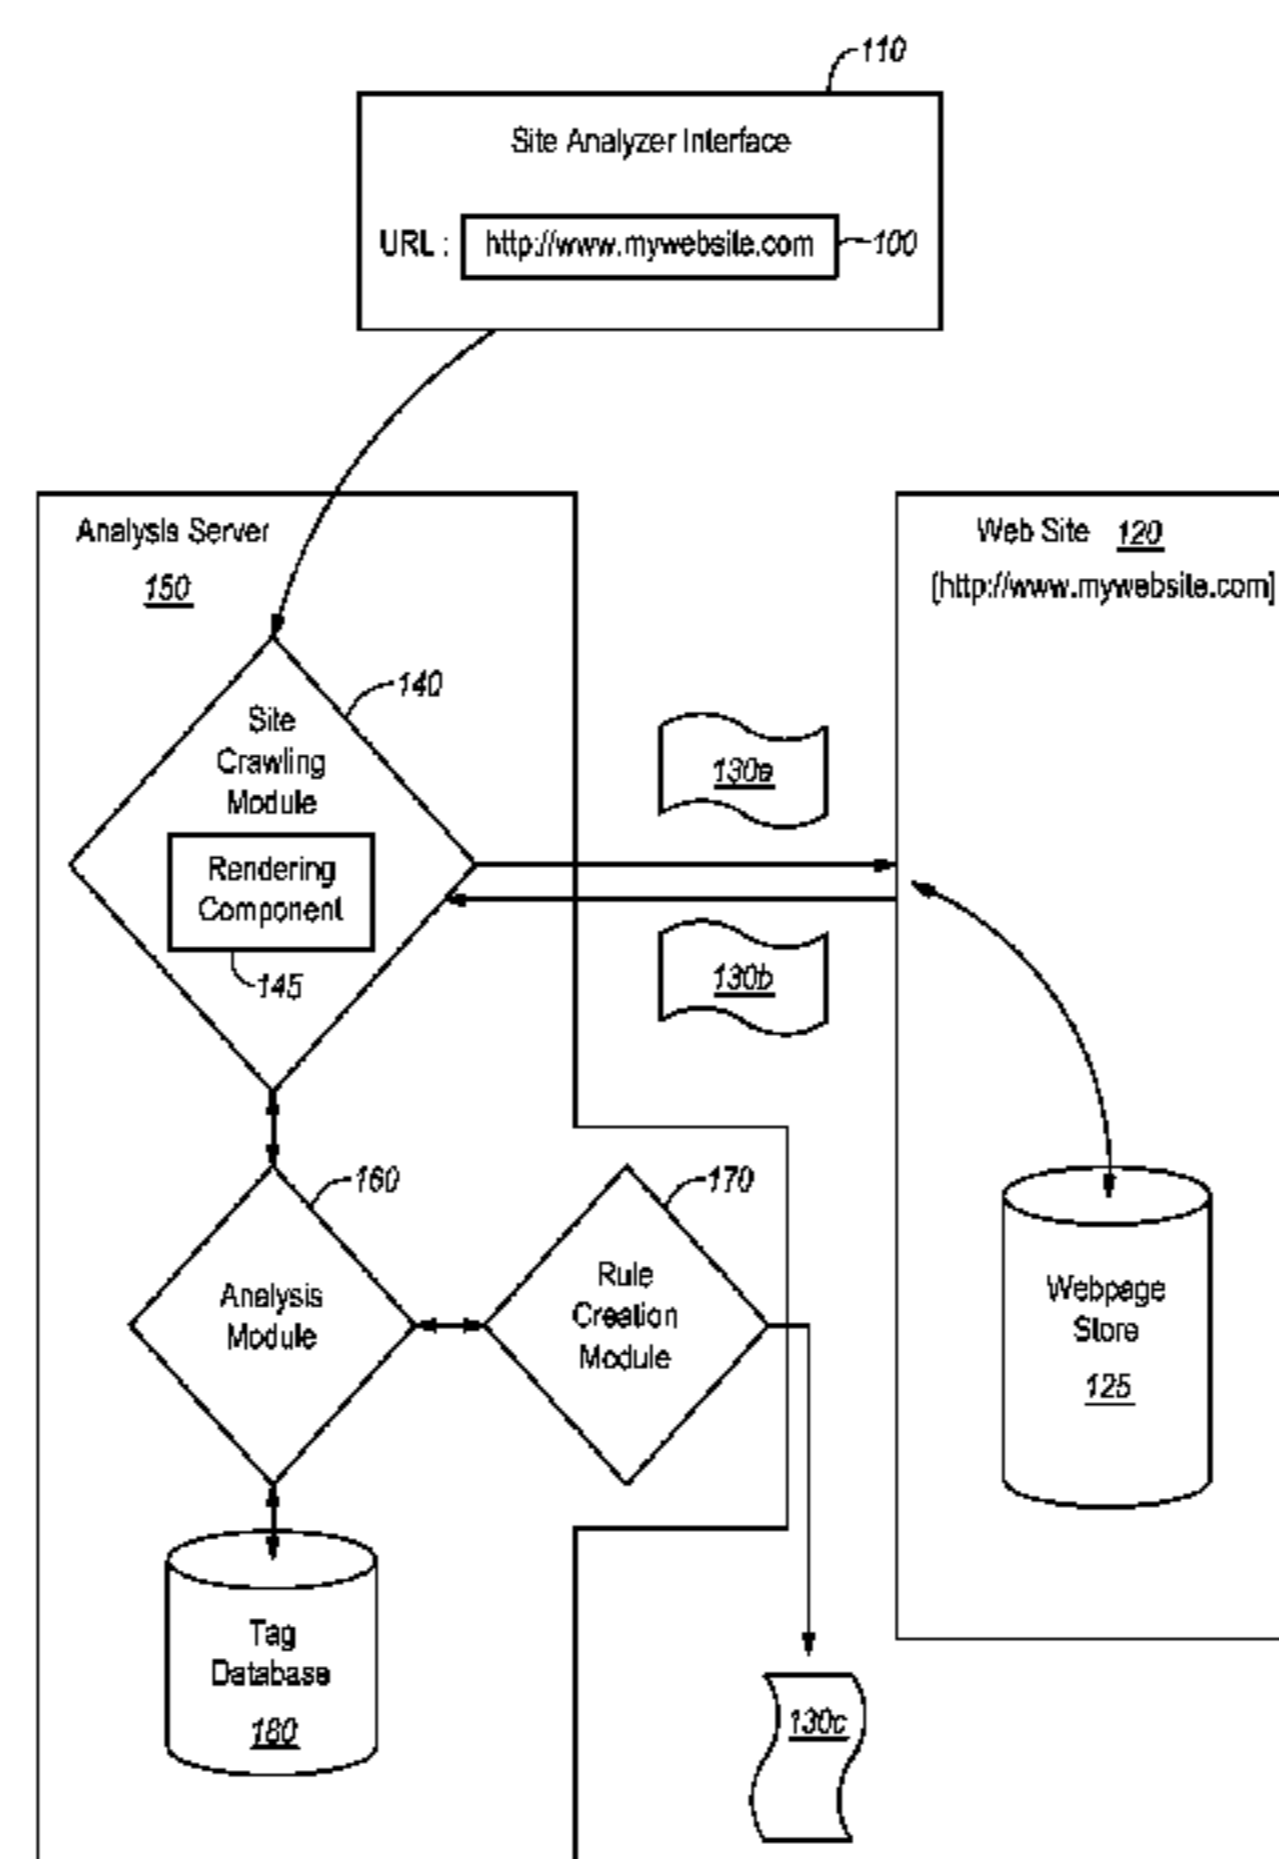 110
Site Analyzer Interface
URL : http://www.mywebsite.com 100
Analysis Server
150
Web Site 120
[http://www.mywebsite.com]
140
Site
Crawling
Module
Rendering
Component
145
130a
130b
160
Analysis
Module
170
Rule
Creation
Module
Webpage
Store
125
Tag
Database
180
130c